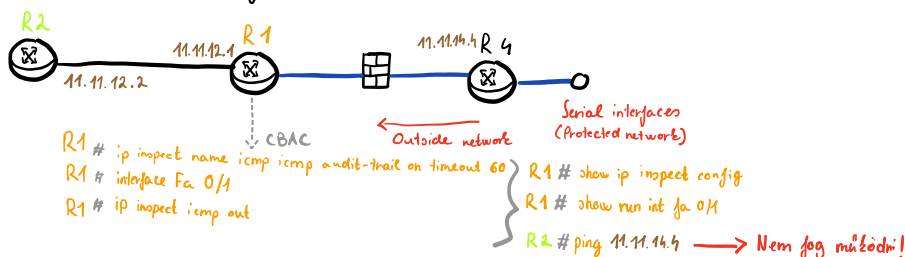 R2
R1
R4
11.11.12.1
11.11.12.2
11.11.14.4
Serial interfaces
(Protected network)
Outside network
CBAC
R1 # ip inspect name icmp icmp audit-trail on timeout 60
R1 # interface Fa 0/1
R1 # ip inspect icmp out
R1 # show ip inspect config
R1 # show run int fa 0/1
R2 # ping 11.11.14.4 → Nem fog működni!